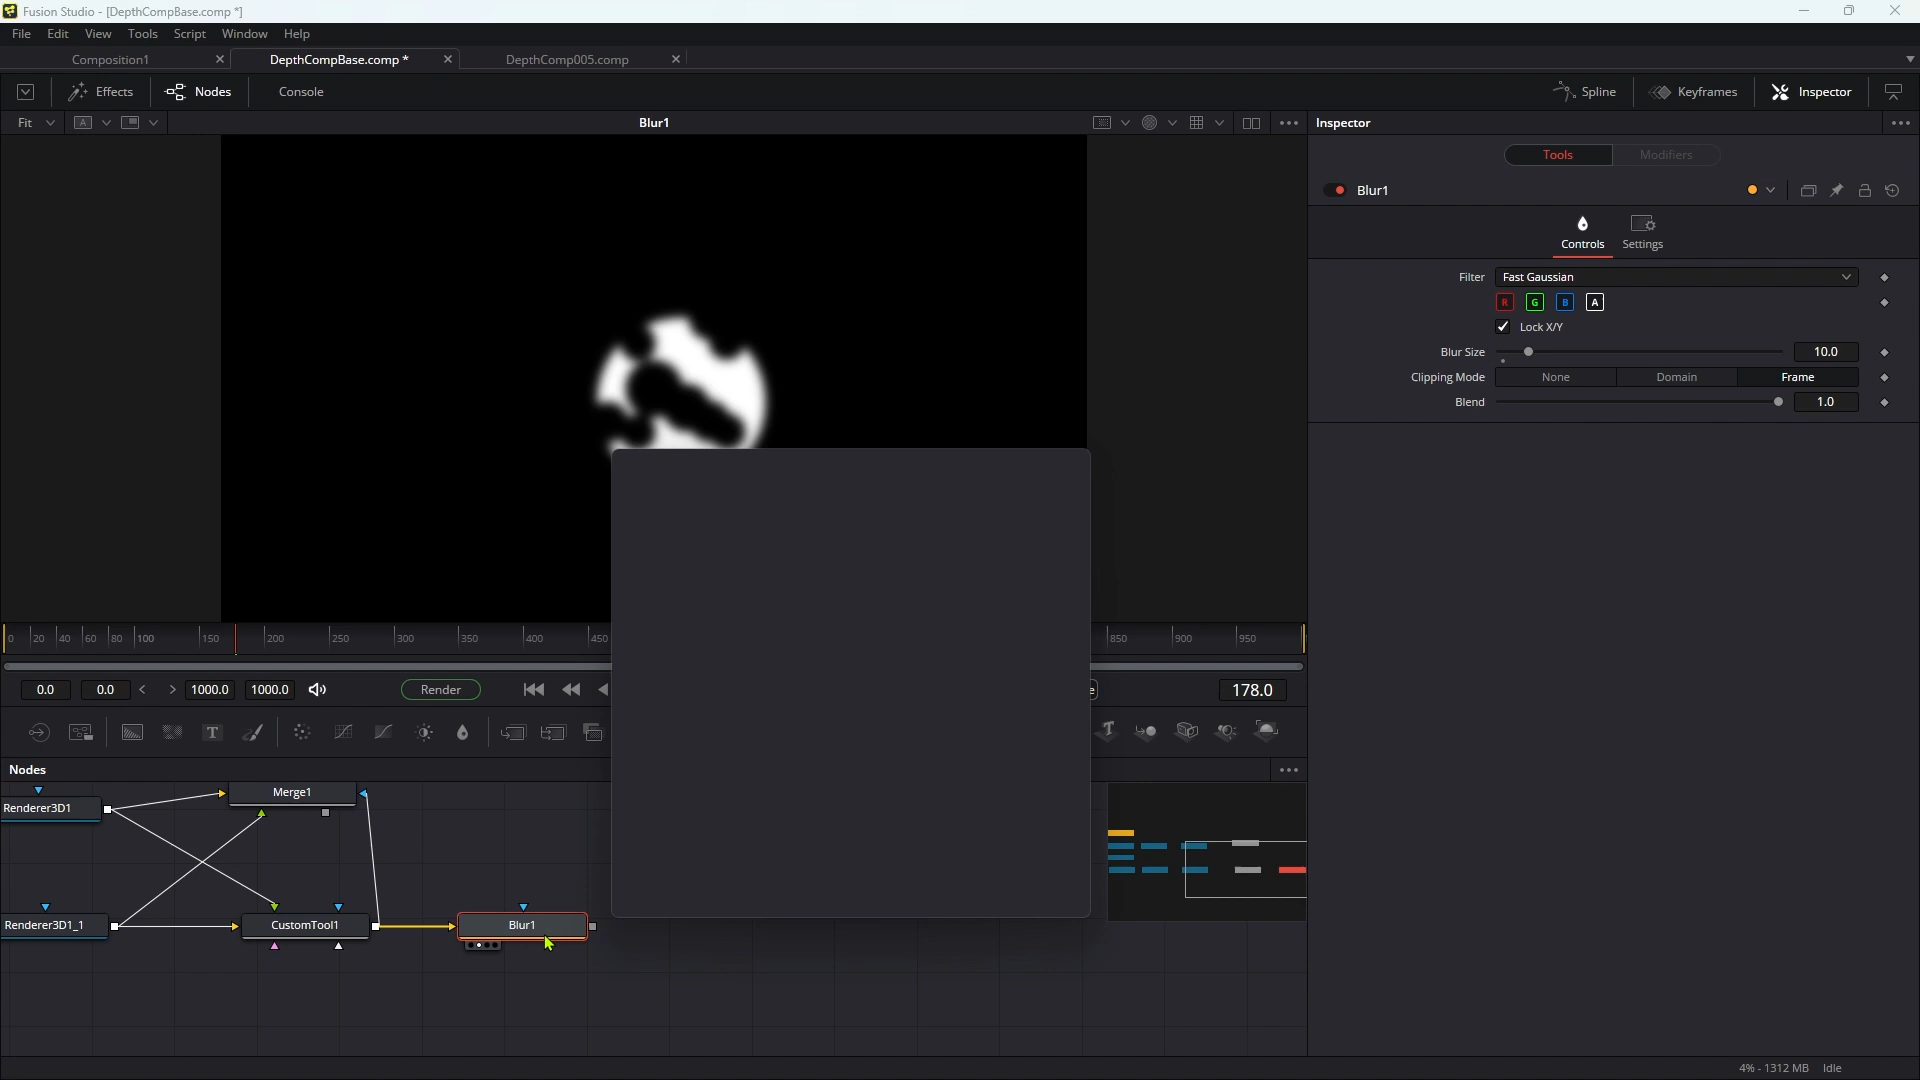 Fusion Studio - [DepthCompBase.comp *]
File Edit View Tools Script Window Help
Composition1 DepthCompBase.comp * DepthComp005.comp
Effects Nodes Console Spline Keyframes Inspector
Fit A Blur1 Inspector
Tools Modifiers
Blur1
Controls Settings
Filter Fast Gaussian
R G B A
Lock X/Y
Blur Size 10.0
Clipping Mode None Domain Frame
Blend 1.0
0 20 40 60 80 100 150 200 250 300 350 400 450 850 900 950
0.0 0.0 1000.0 1000.0 Render 178.0
T T
Nodes
Renderer3D1 Merge1
Renderer3D1_1 CustomTool1 Blur1
4% - 1312 MB Idle